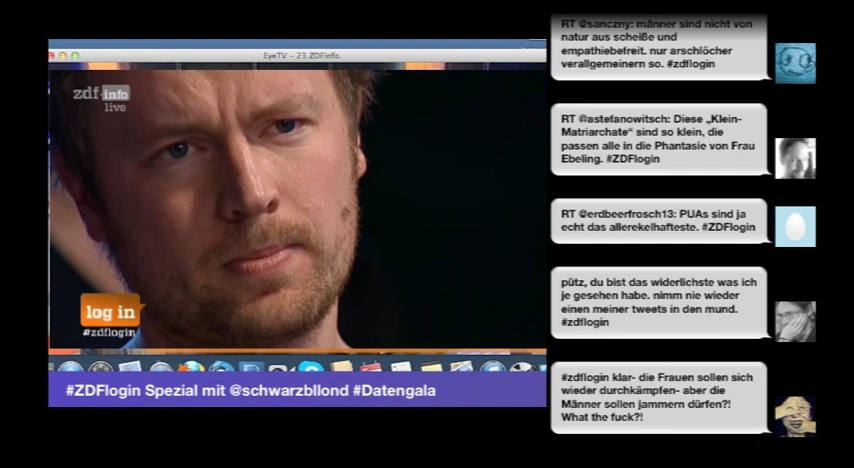 EyeTV – 23 ZDFinfo
zdf info
live
log in
#zdflogin
#ZDFlogin Spezial mit @schwarzbllond #Datengala
RT @sanczny: männer sind nicht von
natur aus scheiße und
empathiebefreit. nur arschlöcher
verallgemeinern so. #zdflogin
RT @astefanowitsch: Diese „Klein-
Matriarchate“ sind so klein, die
passen alle in die Phantasie von Frau
Ebeling. #ZDFlogin
RT @erdbeerfrosch13: PUAs sind ja
echt das allerekelhafteste. #ZDFlogin
pütz, du bist das widerlichste was ich
je gesehen habe. nimm nie wieder
einen meiner tweets in den mund.
#zdflogin
#zdflogin klar- die Frauen sollen sich
wieder durchkämpfen- aber die
Männer sollen jammern dürfen?!
What the fuck?!